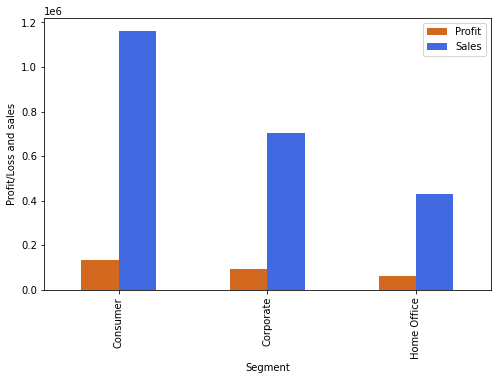 1e6
1.2
1.0
0.8
0.6
0.4
0.2
0.0
Profit/Loss and sales
Profit
Sales
Consumer
Corporate
Home Office
Segment